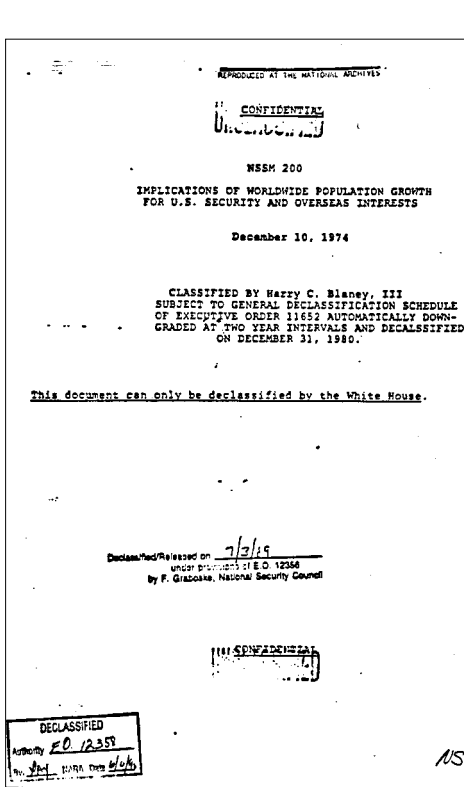 REPRODUCED AT THE NATIONAL ARCHIVES
CONFIDENTIAL
NSSM 200
IMPLICATIONS OF WORLDWIDE POPULATION GROWTH
FOR U.S. SECURITY AND OVERSEAS INTERESTS
December 10, 1974
CLASSIFIED BY Harry C. Blaney, III
SUBJECT TO GENERAL DECLASSIFICATION SCHEDULE
OF EXECUTIVE ORDER 11652 AUTOMATICALLY DOWN-
GRADED AT TWO YEAR INTERVALS AND DECALSSIFIED
ON DECEMBER 31, 1980.
This document can only be declassified by the White House.
Declassified/Released on 7/3/89
under provisions of E.O. 12356
by F. Graboske, National Security Council
CONFIDENTIAL
DECLASSIFIED
Authority E.O. 12358
By NARA Date
NS